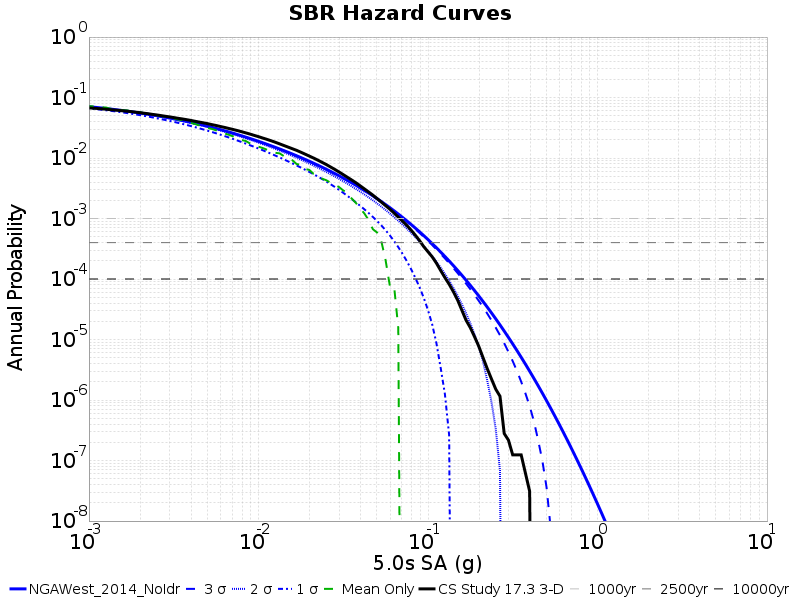 SBR Hazard Curves
10^0
10^-1
10^-2
10^-3
10^-4
10^-5
10^-6
10^-7
10^-8
Annual Probability
10^-3 10^-2 10^-1 10^0 10^1
5.0s SA (g)
NGAWest_2014_NoIdr 3 σ 2 σ 1 σ Mean Only CS Study 17.3 3-D 1000yr 2500yr 10000yr